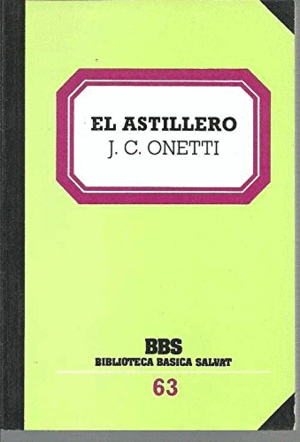 EL ASTILLERO
J. C. ONETTI
BBS
BIBLIOTECA BASICA SALVAT
63